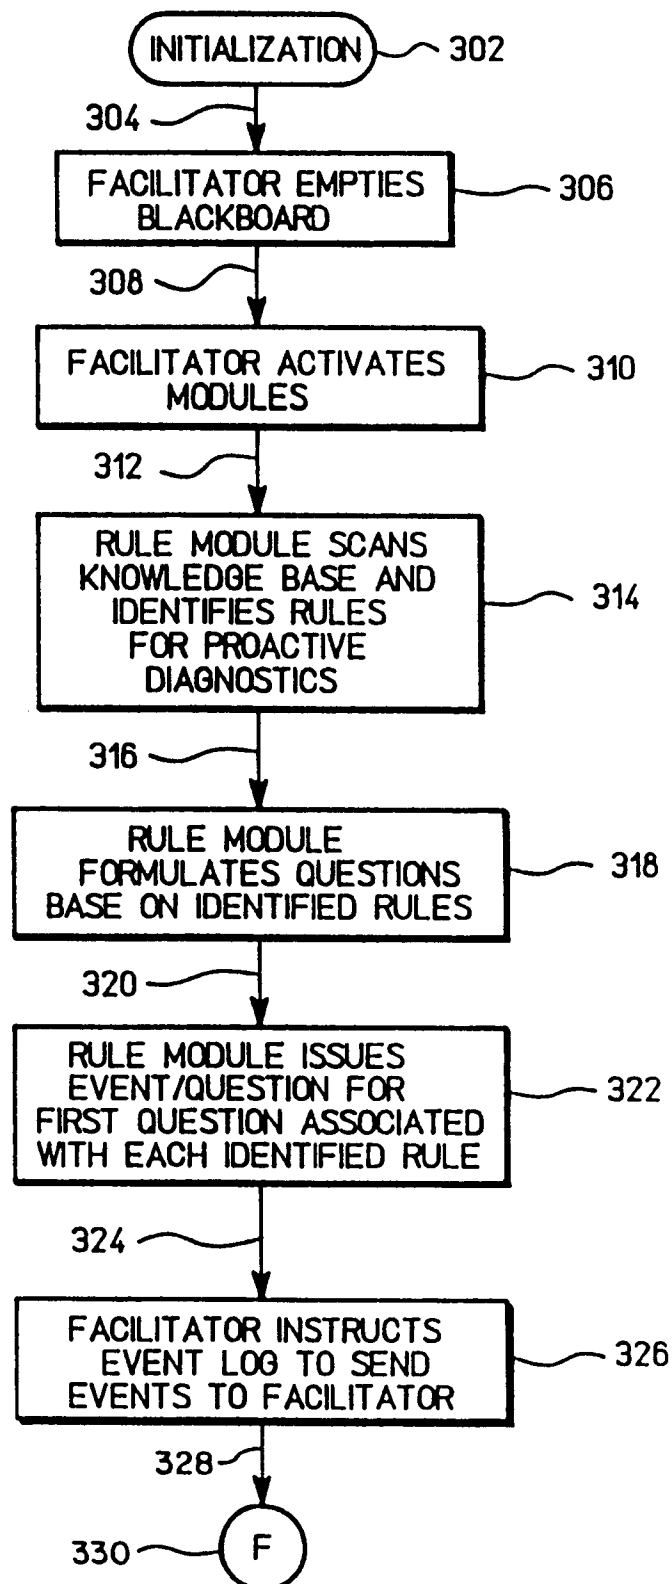 INITIALIZATION
302
304
FACILITATOR EMPTIES
BLACKBOARD
306
308
FACILITATOR ACTIVATES
MODULES
310
312
RULE MODULE SCANS
KNOWLEDGE BASE AND
IDENTIFIES RULES
FOR PROACTIVE
DIAGNOSTICS
314
316
RULE MODULE
FORMULATES QUESTIONS
BASE ON IDENTIFIED RULES
318
320
RULE MODULE ISSUES
EVENT/QUESTION FOR
FIRST QUESTION ASSOCIATED
WITH EACH IDENTIFIED RULE
322
324
FACILITATOR INSTRUCTS
EVENT LOG TO SEND
EVENTS TO FACILITATOR
326
328
F
330